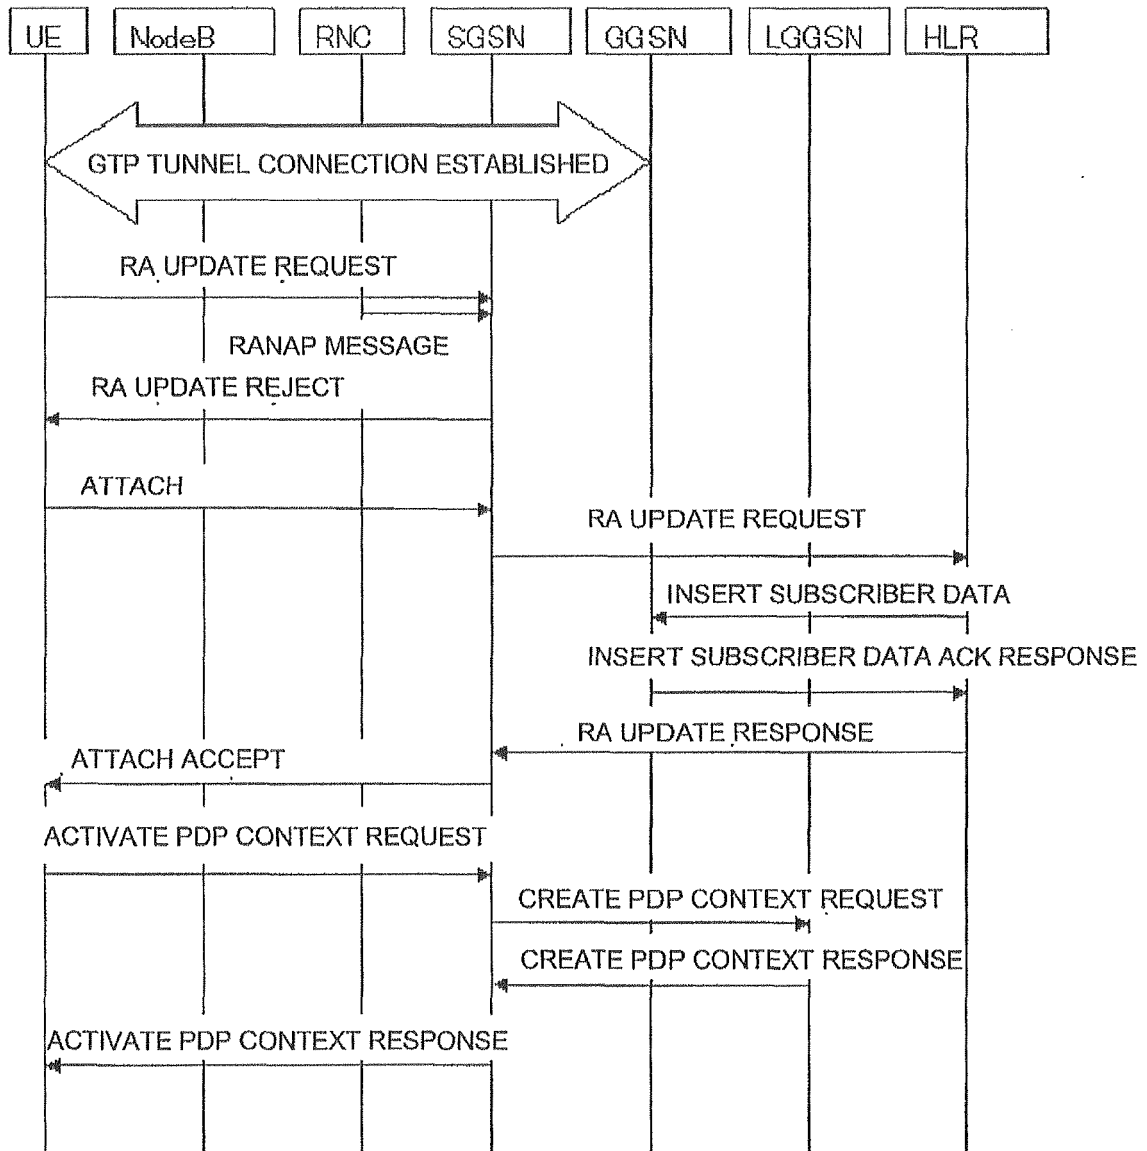 UE NodeB RNC SGSN GGSN LGGSN HLR
GTP TUNNEL CONNECTION ESTABLISHED
RA UPDATE REQUEST
RANAP MESSAGE
RA UPDATE REJECT
ATTACH
RA UPDATE REQUEST
INSERT SUBSCRIBER DATA
INSERT SUBSCRIBER DATA ACK RESPONSE
RA UPDATE RESPONSE
ATTACH ACCEPT
ACTIVATE PDP CONTEXT REQUEST
CREATE PDP CONTEXT REQUEST
CREATE PDP CONTEXT RESPONSE
ACTIVATE PDP CONTEXT RESPONSE